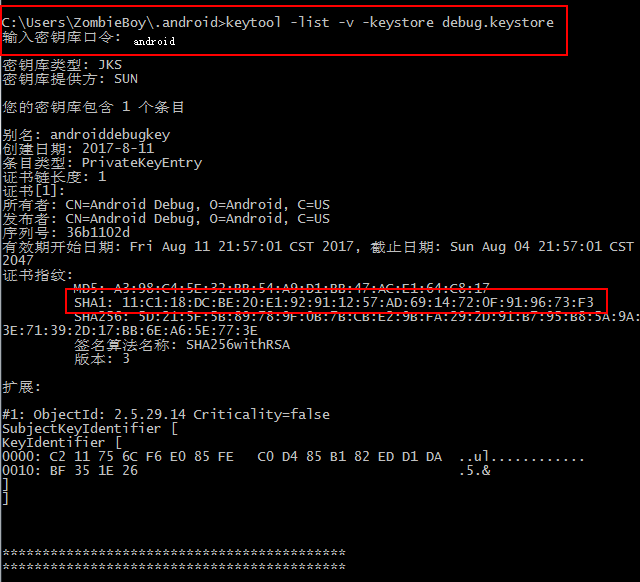 C:\Users\ZombieBoy\.android>keytool -list -v -keystore debug.keystore
输入密钥库口令: android
密钥库类型: JKS
密钥库提供方: SUN
您的密钥库包含 1 个条目
别名: androiddebugkey
创建日期: 2017-8-11
条目类型: PrivateKeyEntry
证书链长度: 1
证书[1]:
所有者: CN=Android Debug, O=Android, C=US
发布者: CN=Android Debug, O=Android, C=US
序列号: 36b1102d
有效期开始日期: Fri Aug 11 21:57:01 CST 2017, 截止日期: Sun Aug 04 21:57:01 CST
2047
证书指纹:
MD5: A3:98:C4:5E:32:BB:54:A9:D1:BB:47:AC:E1:64:C8:17
SHA1: 11:C1:18:DC:BE:20:E1:92:91:12:57:AD:69:14:72:0F:91:96:73:F3
SHA256: 5D:21:5F:5B:89:78:9F:0B:7B:CB:E2:9B:FA:29:2D:91:B7:95:B8:5A:9A:
3E:71:39:2D:17:BB:6E:A6:5E:77:3E
签名算法名称: SHA256withRSA
版本: 3
扩展:
#1: ObjectId: 2.5.29.14 Criticality=false
SubjectKeyIdentifier [
KeyIdentifier [
0000: C2 11 75 6C F6 E0 85 FE   C0 D4 85 B1 82 ED D1 DA  ..ul............
0010: BF 35 1E 26                                        .5.&
]
]
*******************************************
*******************************************